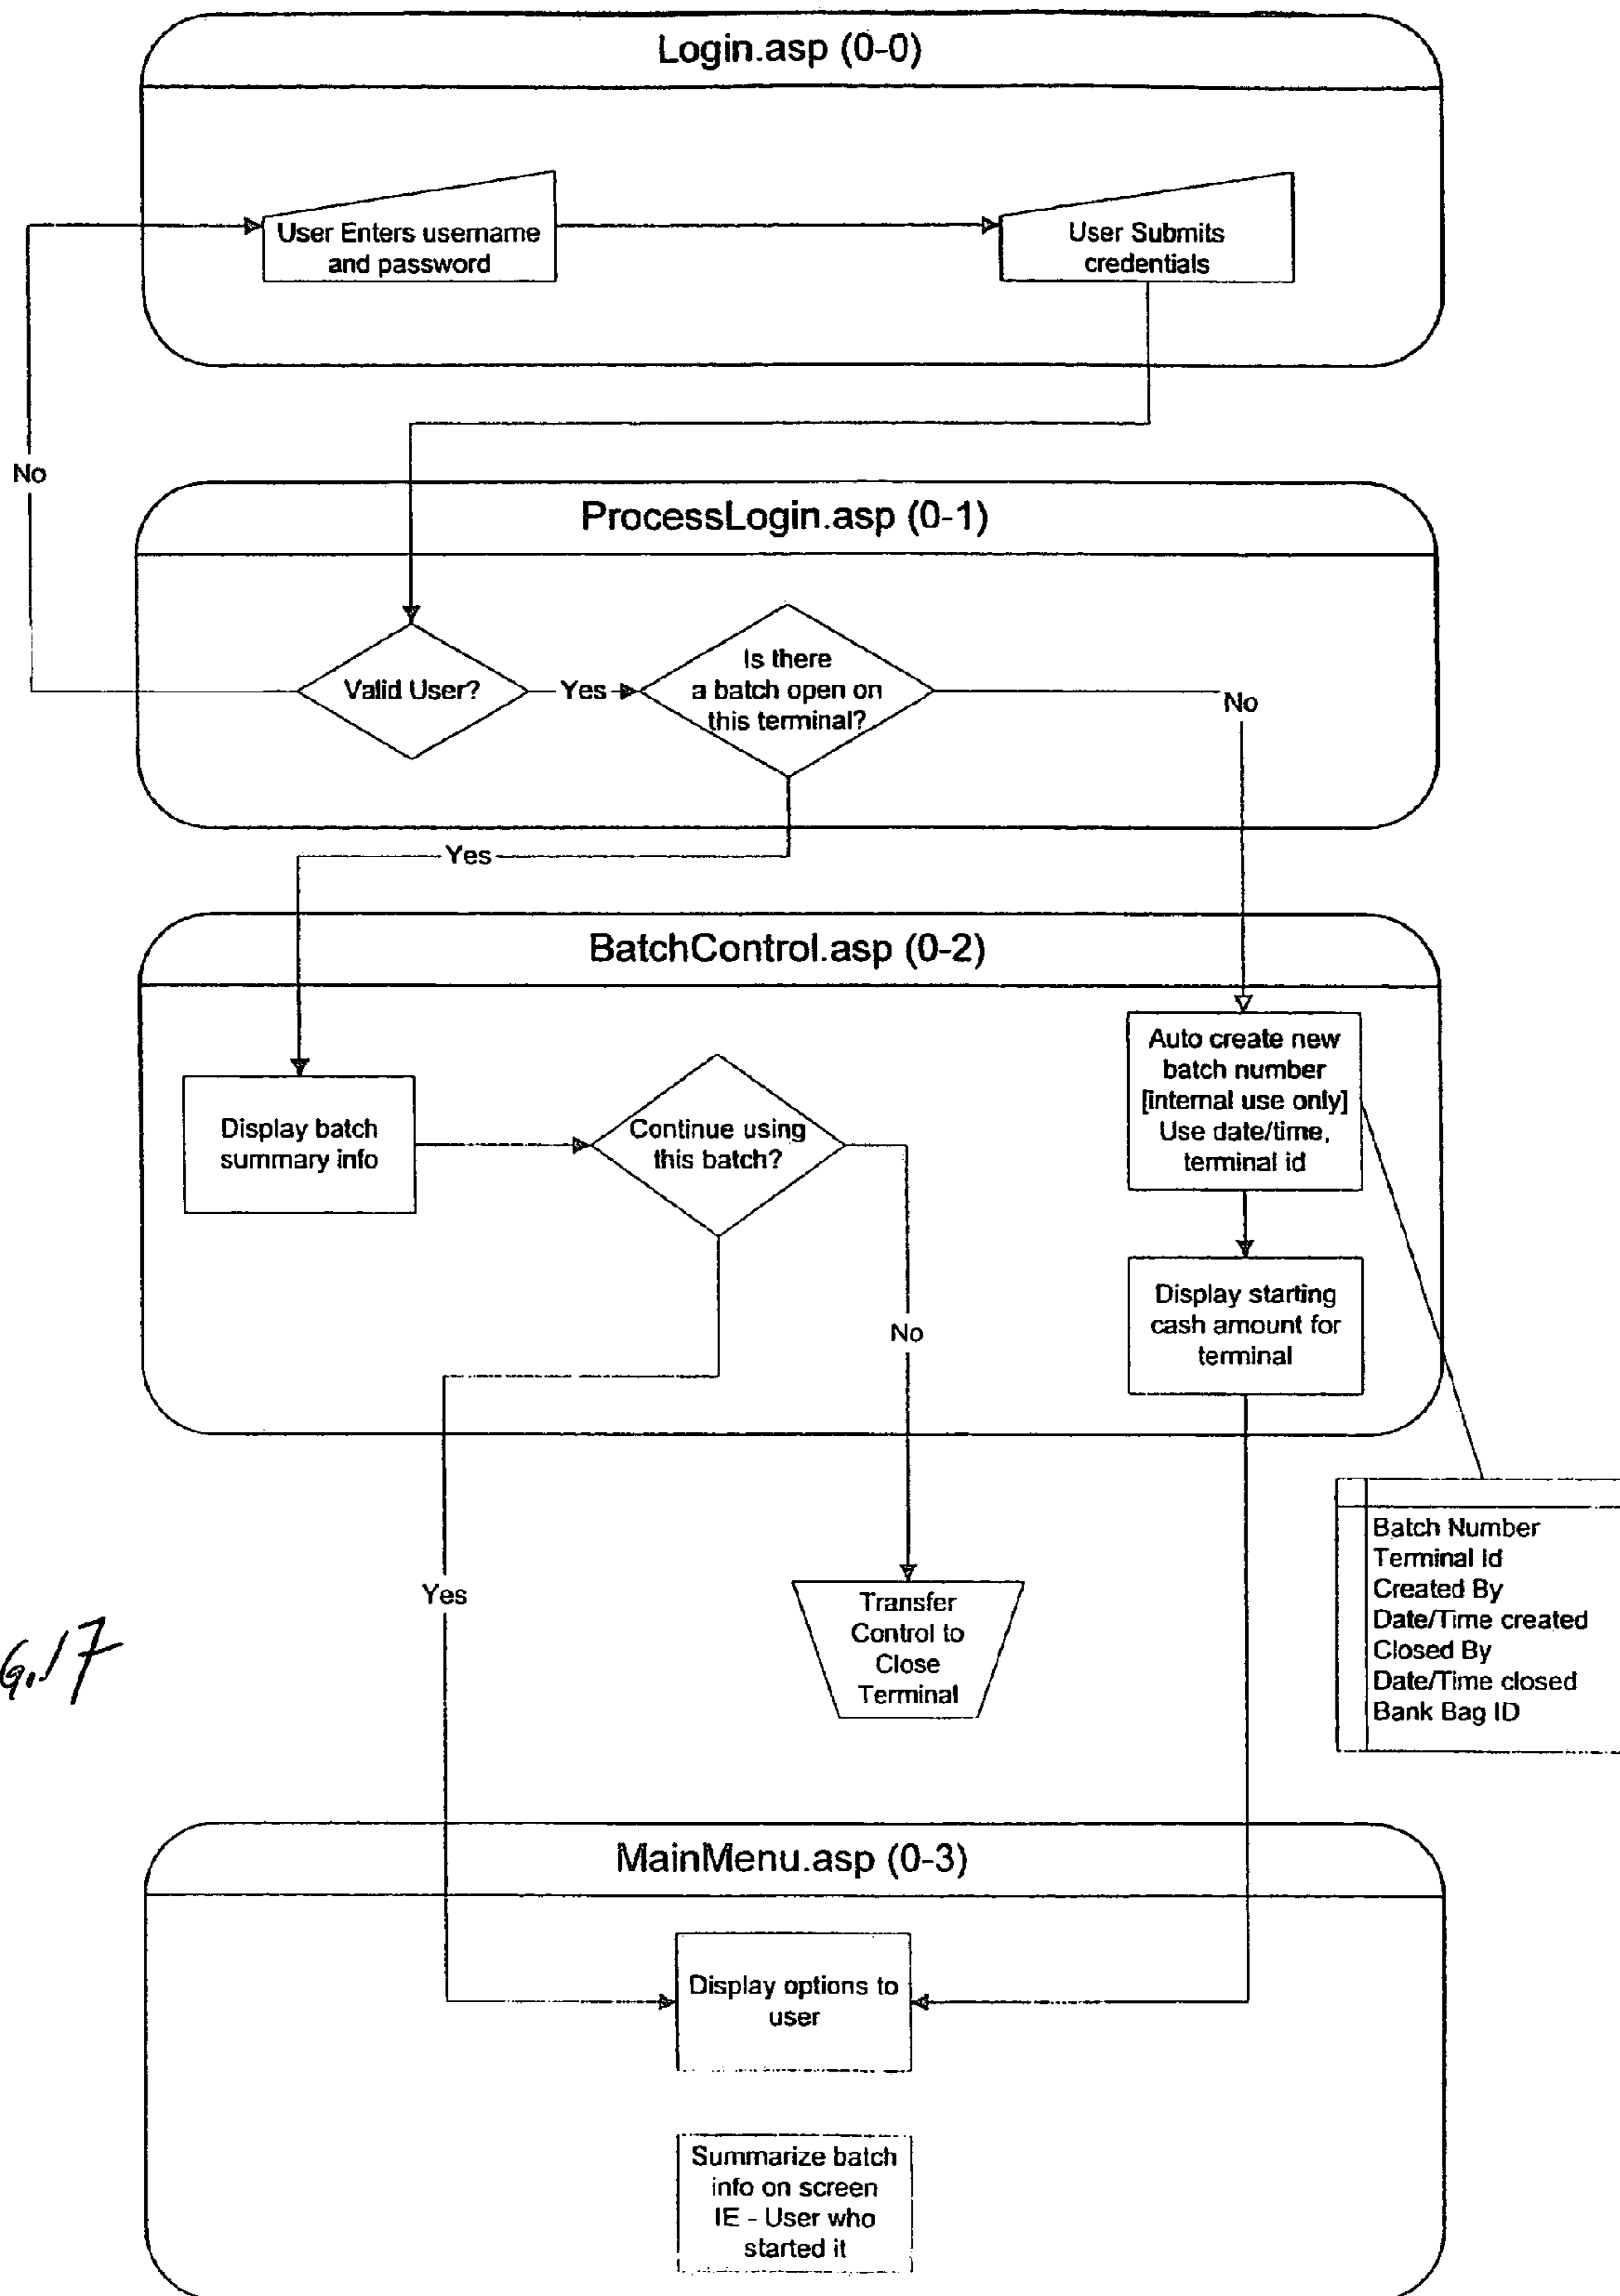 Login.asp (0-0)
User Enters username
and password
User Submits
credentials
No
ProcessLogin.asp (0-1)
Valid User?
Yes
Is there
a batch open on
this terminal?
No
Yes
BatchControl.asp (0-2)
Display batch
summary info
Continue using
this batch?
No
Auto create new
batch number
[internal use only]
Use date/time,
terminal id
Display starting
cash amount for
terminal
Batch Number
Terminal Id
Created By
Date/Time created
Closed By
Date/Time closed
Bank Bag ID
Yes
Transfer
Control to
Close
Terminal
G.17
MainMenu.asp (0-3)
Display options to
user
Summarize batch
info on screen
IE - User who
started it